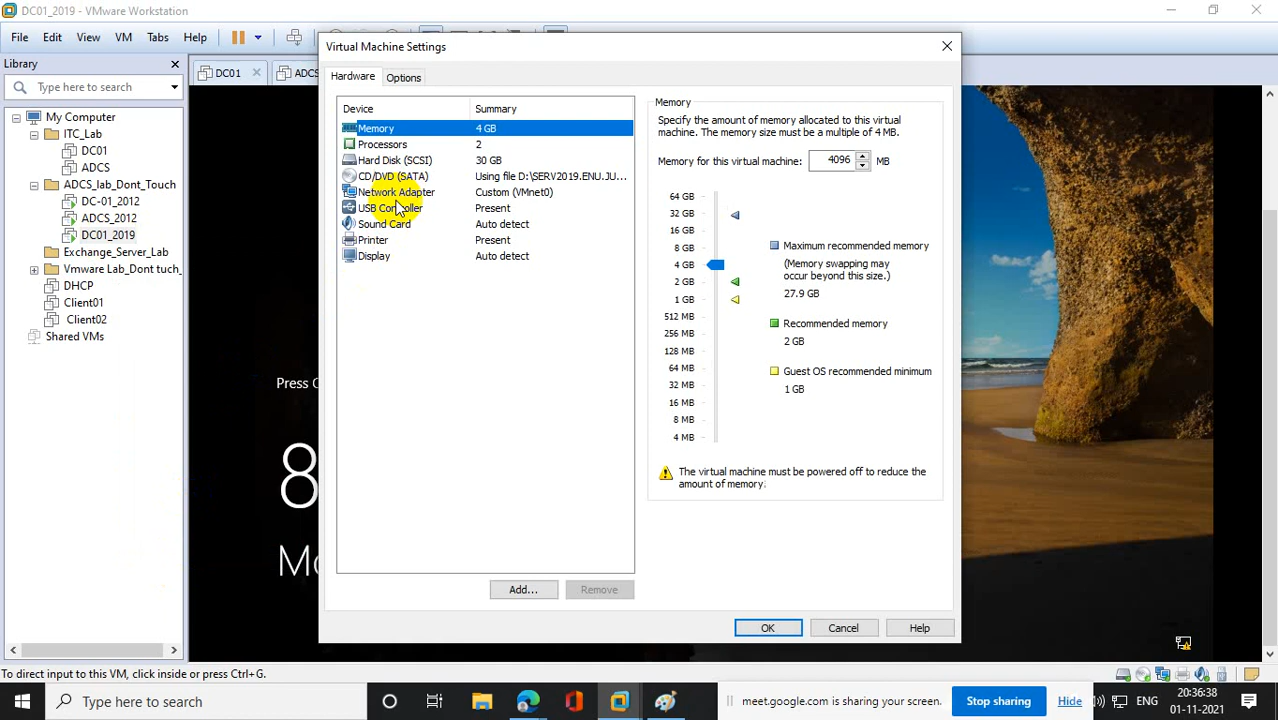 DC01_2019 - VMware Workstation
File Edit View VM Tabs Help
Library
Type here to search
My Computer
ITC_Lab
DC01
ADCS
ADCS_lab_Dont_Touch
DC-01_2012
ADCS_2012
DC01_2019
Exchange_Server_Lab
Vmware Lab_Dont tuch_
DHCP
Client01
Client02
Shared VMs
DC01
ADCS
Virtual Machine Settings
Hardware Options
Device Summary
Memory 4 GB
Processors 2
Hard Disk (SCSI) 30 GB
CD/DVD (SATA) Using file D:\SERV2019.ENU.JU...
Network Adapter Custom (VMnet0)
USB Controller Present
Sound Card Auto detect
Printer Present
Display Auto detect
Add... Remove
Memory
Specify the amount of memory allocated to this virtual
machine. The memory size must be a multiple of 4 MB.
Memory for this virtual machine: 4096 MB
64 GB
32 GB
16 GB
8 GB
4 GB
2 GB
1 GB
512 MB
256 MB
128 MB
64 MB
32 MB
16 MB
8 MB
4 MB
Maximum recommended memory
(Memory swapping may
occur beyond this size.)
27.9 GB
Recommended memory
2 GB
Guest OS recommended minimum
1 GB
The virtual machine must be powered off to reduce the
amount of memory.
OK Cancel Help
Press C
8
Mo
To direct input to this VM, click inside or press Ctrl+G.
Type here to search
meet.google.com is sharing your screen.
Stop sharing
Hide
ENG
20:36:38
01-11-2021